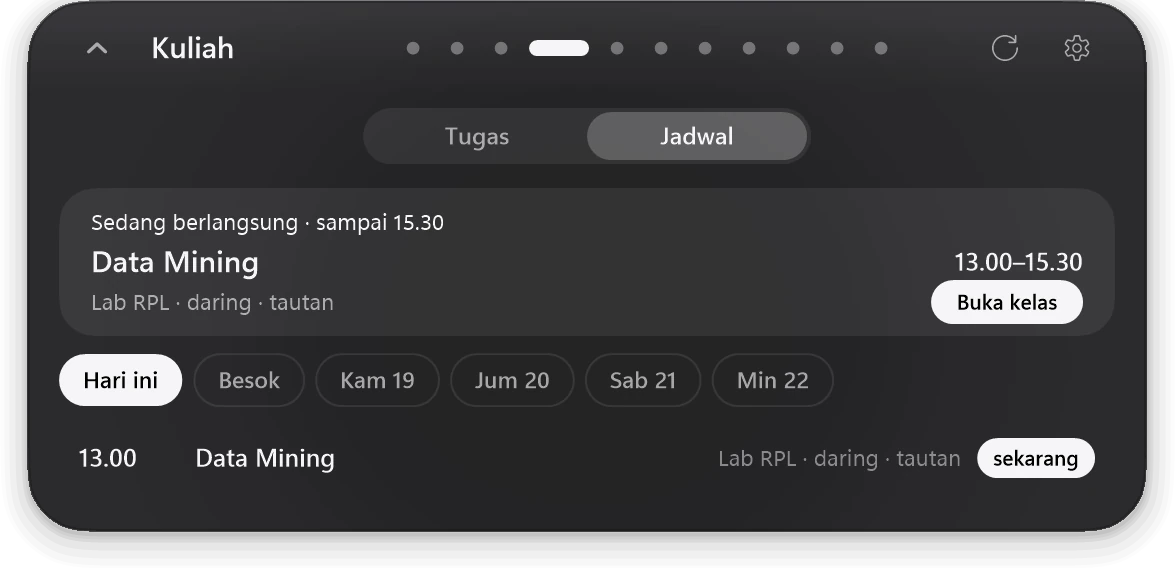 Kuliah
Tugas
Jadwal
Sedang berlangsung · sampai 15.30
Data Mining
13.00–15.30
Lab RPL · daring · tautan
Buka kelas
Hari ini
Besok
Kam 19
Jum 20
Sab 21
Min 22
13.00 Data Mining Lab RPL · daring · tautan sekarang